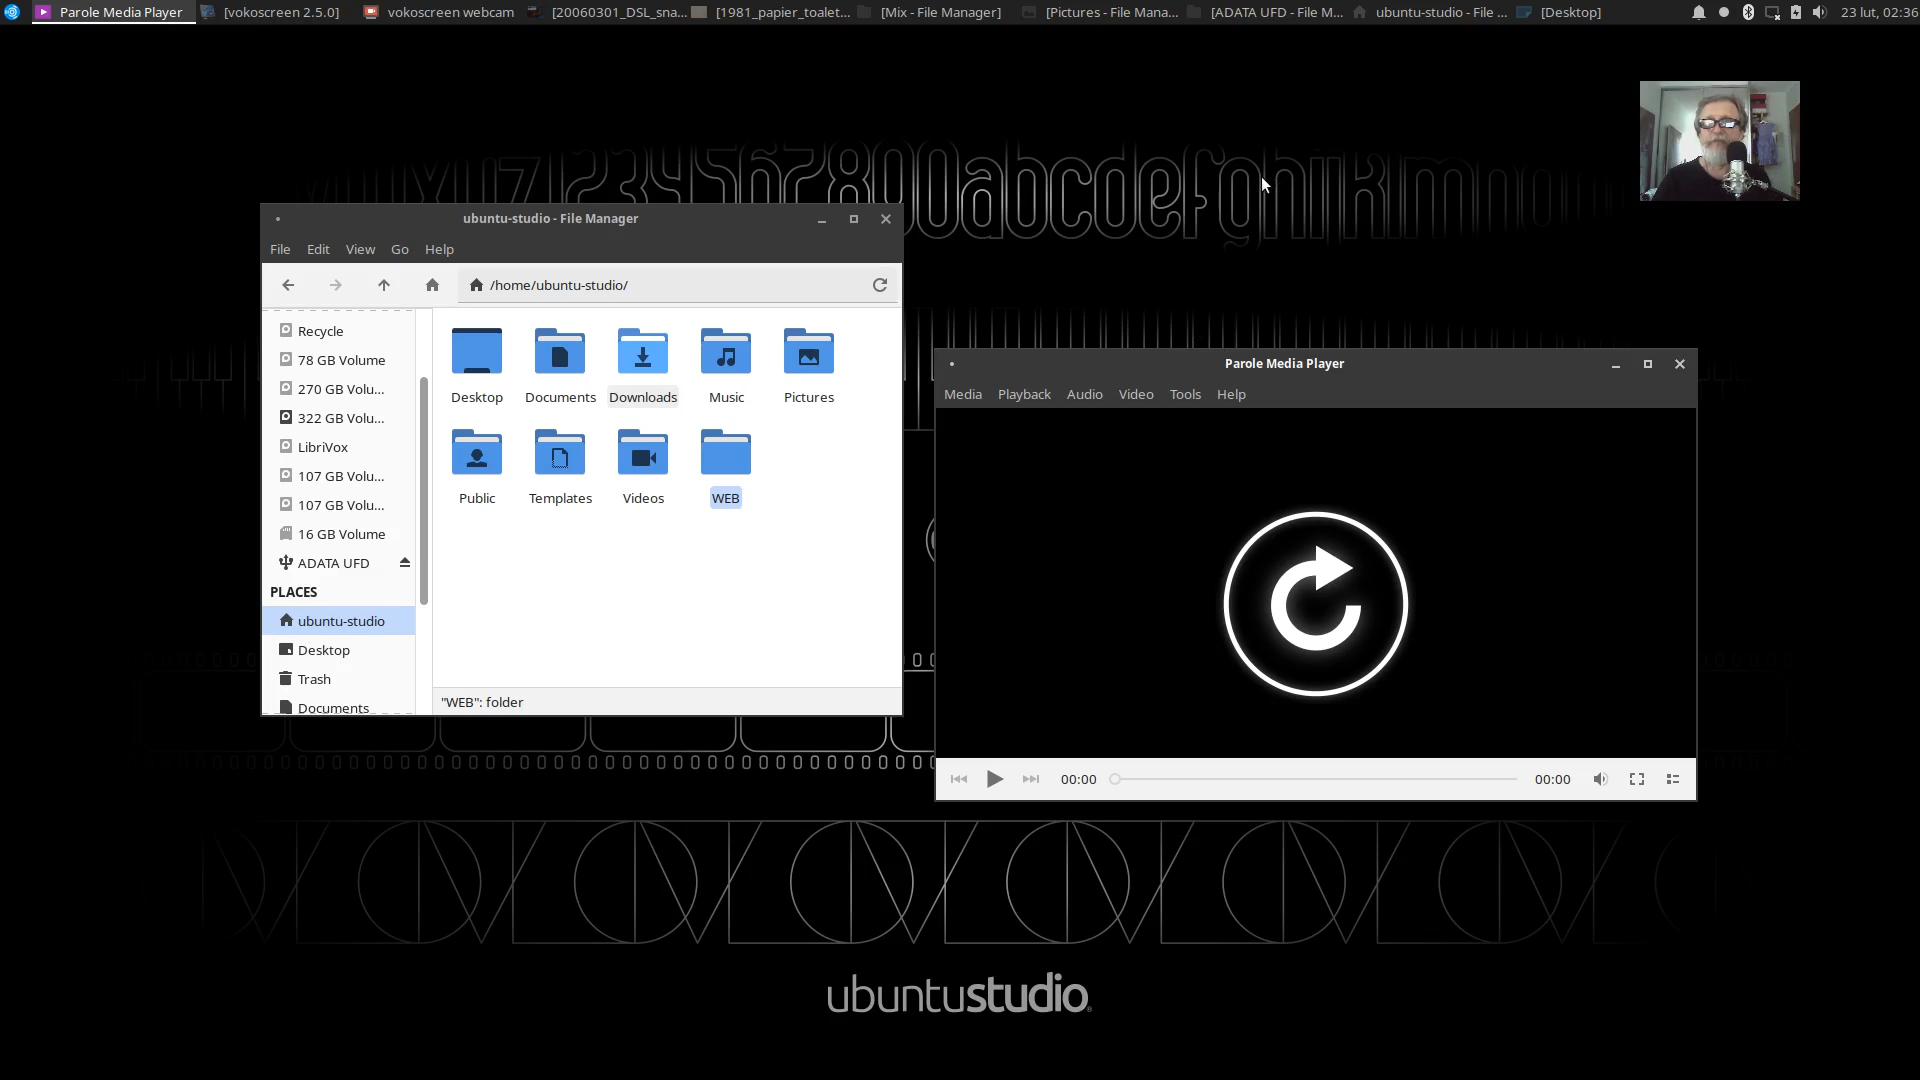 Parole Media Player
[vokoscreen 2.5.0]
vokoscreen webcam
[20060301_DSL_sna...
[1981_papier_toalet...
[Mix - File Manager]
[Pictures - File Mana...
[ADATA UFD - File M...
ubuntu-studio - File ...
[Desktop]
23 lut, 02:36
z12345678900abcdefghijklmno
ubuntu-studio - File Manager
File Edit View Go Help
/home/ubuntu-studio/
Recycle
78 GB Volume
270 GB Volu...
322 GB Volu...
LibriVox
107 GB Volu...
107 GB Volu...
16 GB Volume
ADATA UFD
PLACES
ubuntu-studio
Desktop
Trash
Documents
Desktop Documents Downloads Music Pictures
Public Templates Videos WEB
"WEB": folder
Parole Media Player
Media Playback Audio Video Tools Help
00:00
00:00
ubuntustudio